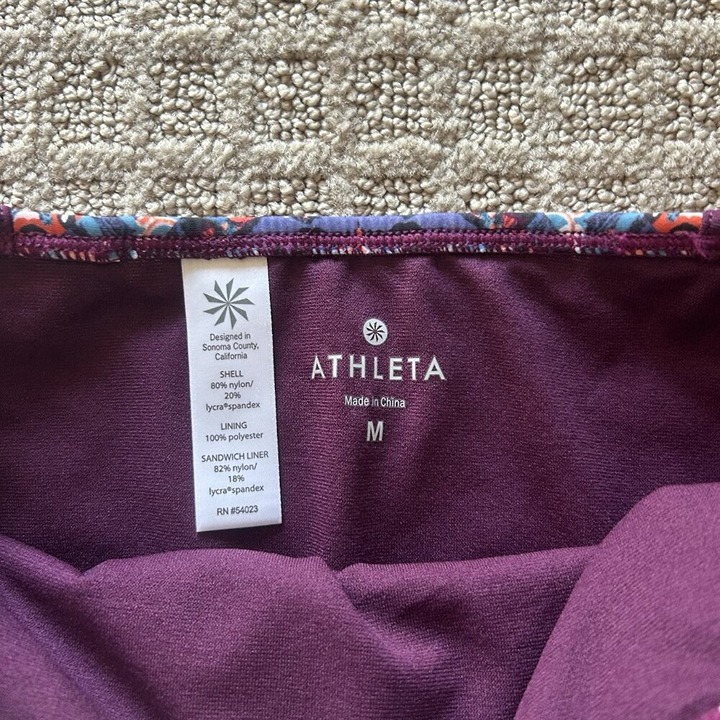 Designed in
Sonoma County,
California
SHELL
80% nylon/
20%
lycra®spandex
LINING
100% polyester
SANDWICH LINER
82% nylon/
18%
lycra®spandex
RN #54023
ATHLETA
Made in China
M